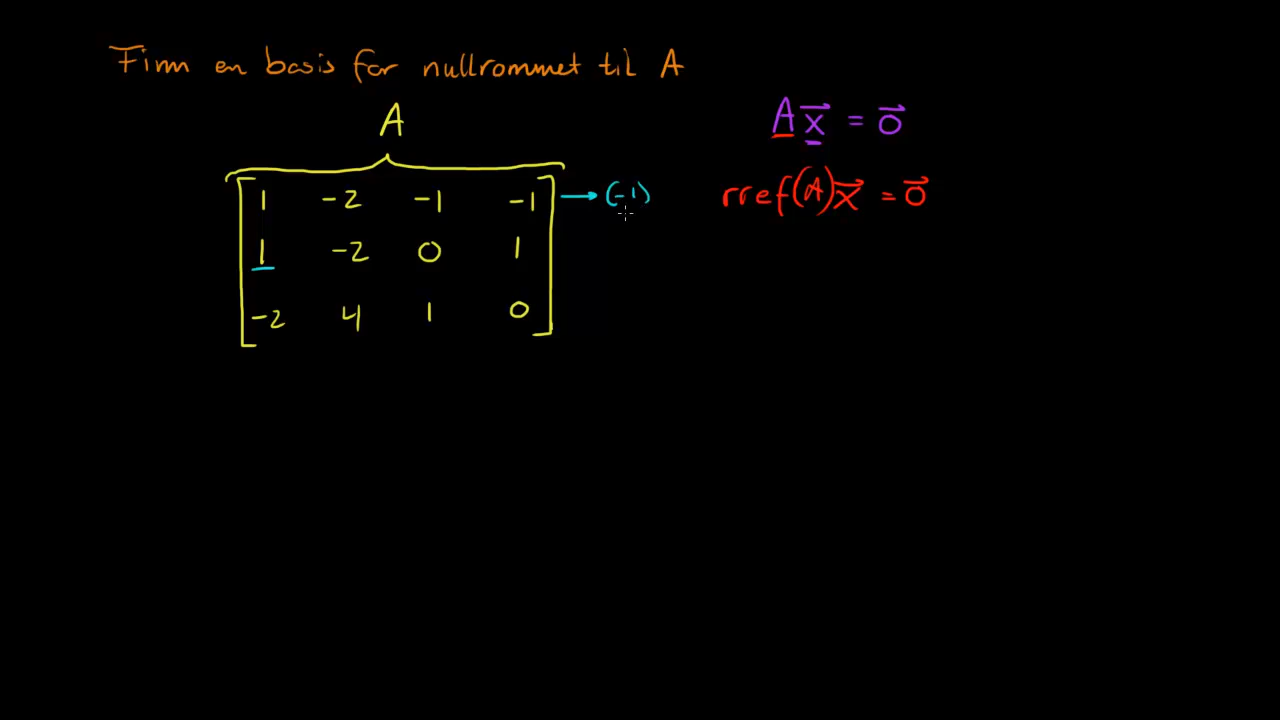 Finn en basis for nullrommet til A
A
A x⃗ = 0⃗
1 -2 -1 -1 → (-1)
rref(A) x⃗ = 0⃗
1 -2 0 1
-2 4 1 0